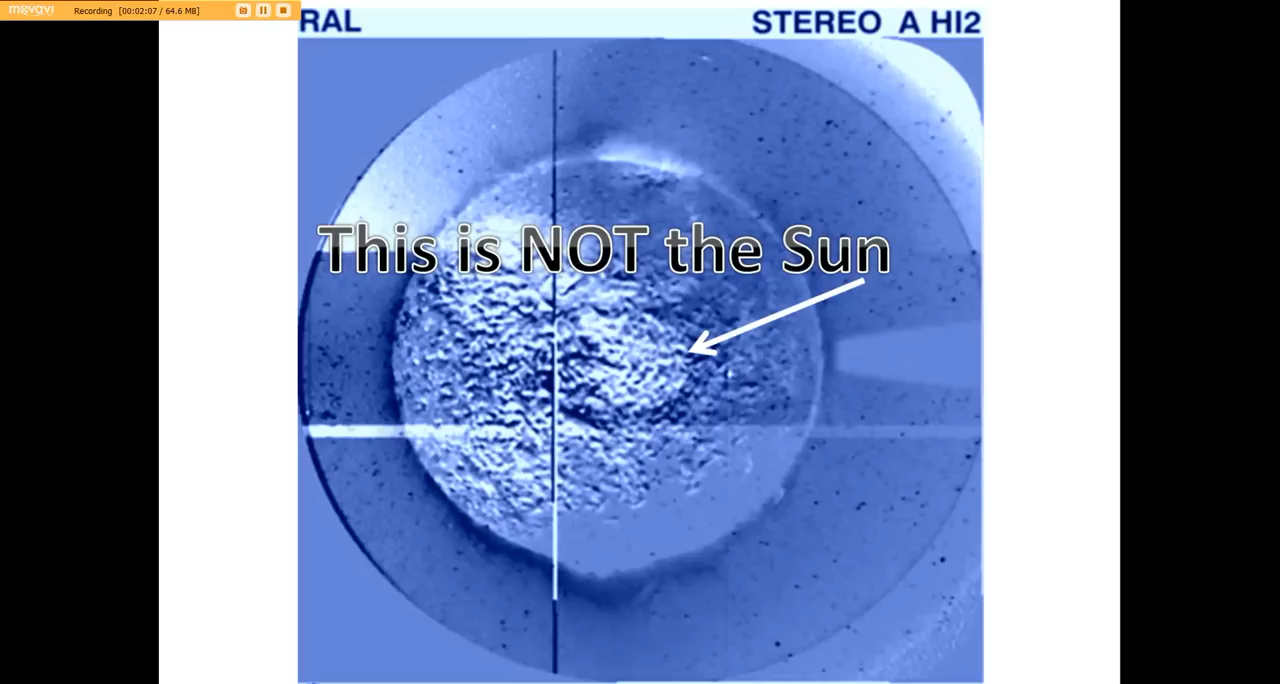 movavi Recording [00:02:07 / 64.6 MB]
RAL STEREO A HI2
This is NOT the Sun